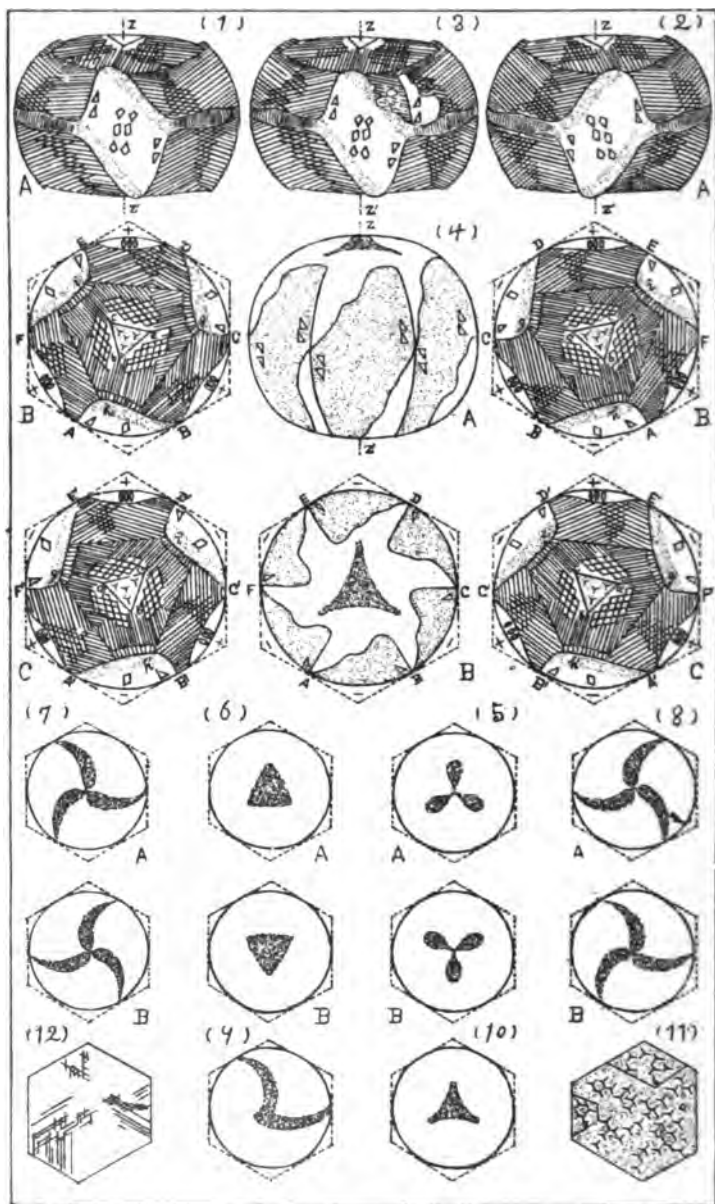 (1) Z (3) Z (2)
A A A
Z' Z' Z'
Z
(4)
E + D D + E
F C C F
B A B
A - B B - A
Z'
E' + D' - D' + E'
E D
F' C' F C C' F'
C B C
A' - B' A - B B' - A'
(7) (6) (5) (8)
A A A A
B B B B
(12) (9) (10) (11)